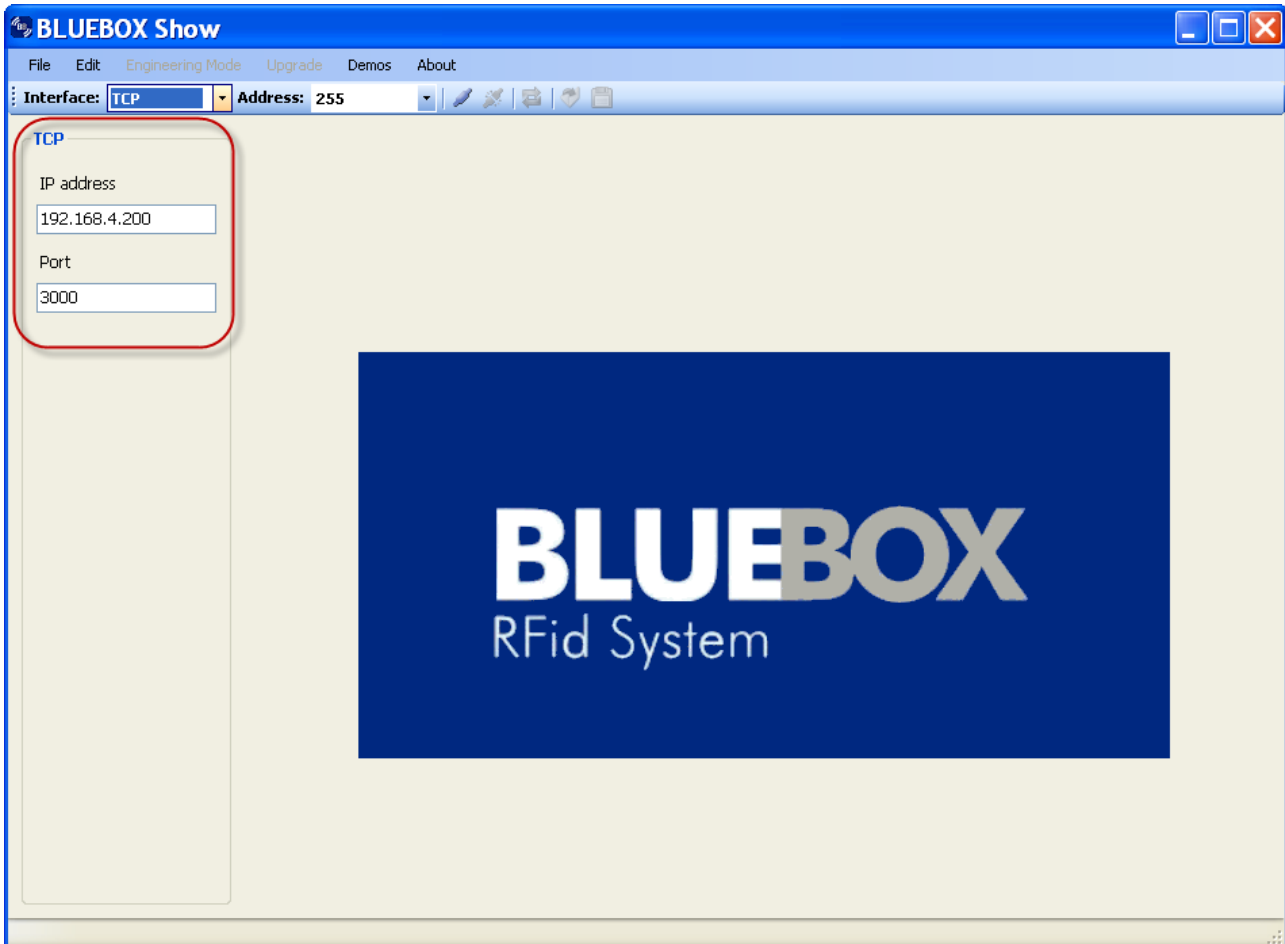 BLUEBOX Show
File Edit Engineering Mode Upgrade Demos About
Interface: TCP Address: 255
TCP
IP address
192.168.4.200
Port
3000
BLUEBOX
RFid System